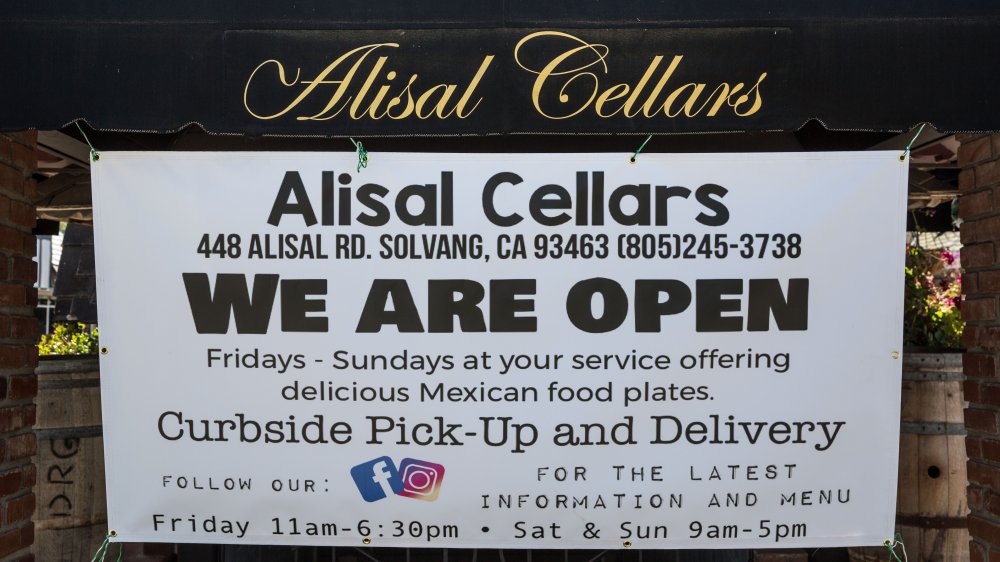 Alisal Cellars
Alisal Cellars
448 ALISAL RD. SOLVANG, CA 93463 (805)245-3738
WE ARE OPEN
Fridays - Sundays at your service offering
delicious Mexican food plates.
Curbside Pick-Up and Delivery
FOLLOW OUR:
FOR THE LATEST
INFORMATION AND MENU
Friday 11am-6:30pm • Sat & Sun 9am-5pm
DRG